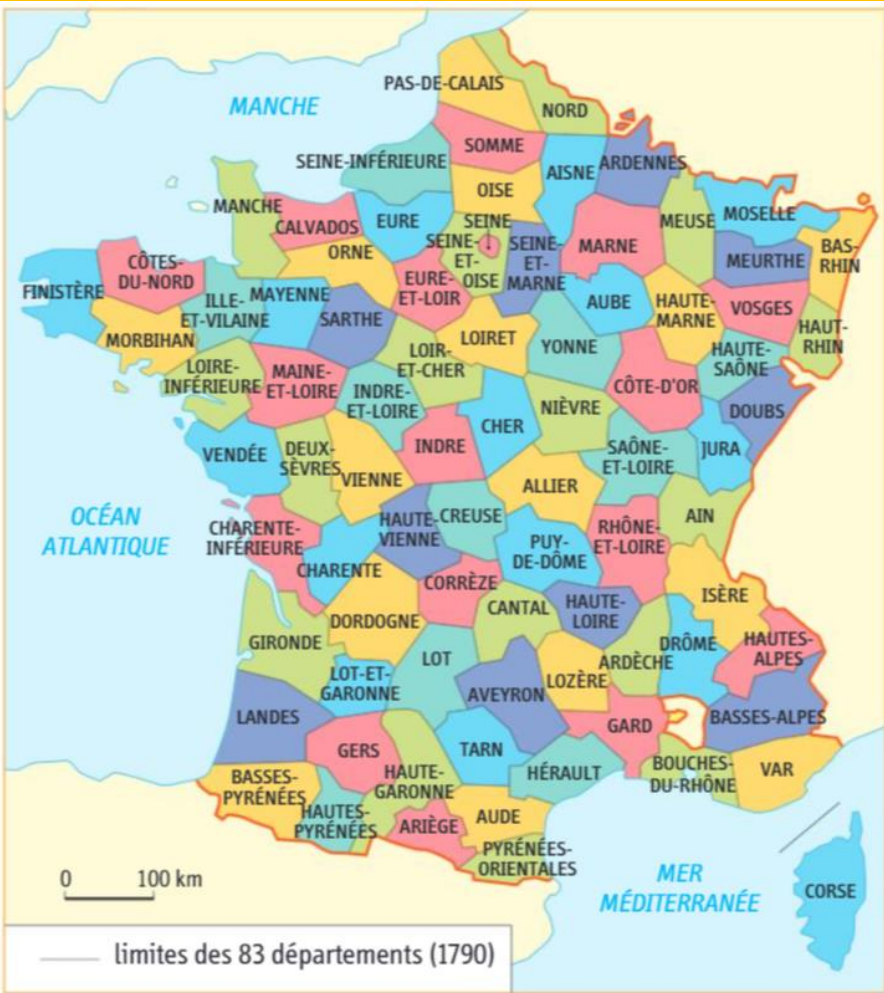 PAS-DE-CALAIS
NORD
MANCHE
SOMME
SEINE-INFÉRIEURE
AISNE
ARDENNES
OISE
MANCHE
CALVADOS
EURE
SEINE
SEINE-
ET-
OISE
SEINE-
ET-
MARNE
MARNE
MEUSE
MOSELLE
BAS-
RHIN
ORNE
MEURTHE
FINISTÈRE
CÔTES-
DU-NORD
ILLE-
ET-VILAINE
MAYENNE
SARTHE
EURE-
ET-LOIR
AUBE
HAUTE-
MARNE
VOSGES
HAUT-
RHIN
MORBIHAN
LOIRET
YONNE
LOIR-
ET-CHER
HAUTE-
SAÔNE
LOIRE-
INFÉRIEURE
MAINE-
ET-LOIRE
INDRE-
ET-LOIRE
CÔTE-D'OR
DOUBS
NIÈVRE
CHER
VENDÉE
DEUX-
SÈVRES
VIENNE
INDRE
SAÔNE-
ET-LOIRE
JURA
ALLIER
OCÉAN
ATLANTIQUE
CHARENTE-
INFÉRIEURE
HAUTE-
VIENNE
CREUSE
RHÔNE-
ET-LOIRE
AIN
PUY-
DE-DÔME
CHARENTE
CORRÈZE
ISÈRE
DORDOGNE
CANTAL
HAUTE-
LOIRE
GIRONDE
LOT
ARDÈCHE
DRÔME
HAUTES-
ALPES
LOT-ET-
GARONNE
AVEYRON
LOZÈRE
LANDES
GARD
BASSES-ALPES
GERS
TARN
HAUTE-
GARONNE
HÉRAULT
BOUCHES-
DU-RHÔNE
VAR
BASSES-
PYRÉNÉES
HAUTES-
PYRÉNÉES
ARIÈGE
AUDE
PYRÉNÉES-
ORIENTALES
MER
MÉDITERRANÉE
CORSE
0 100 km
limites des 83 départements (1790)